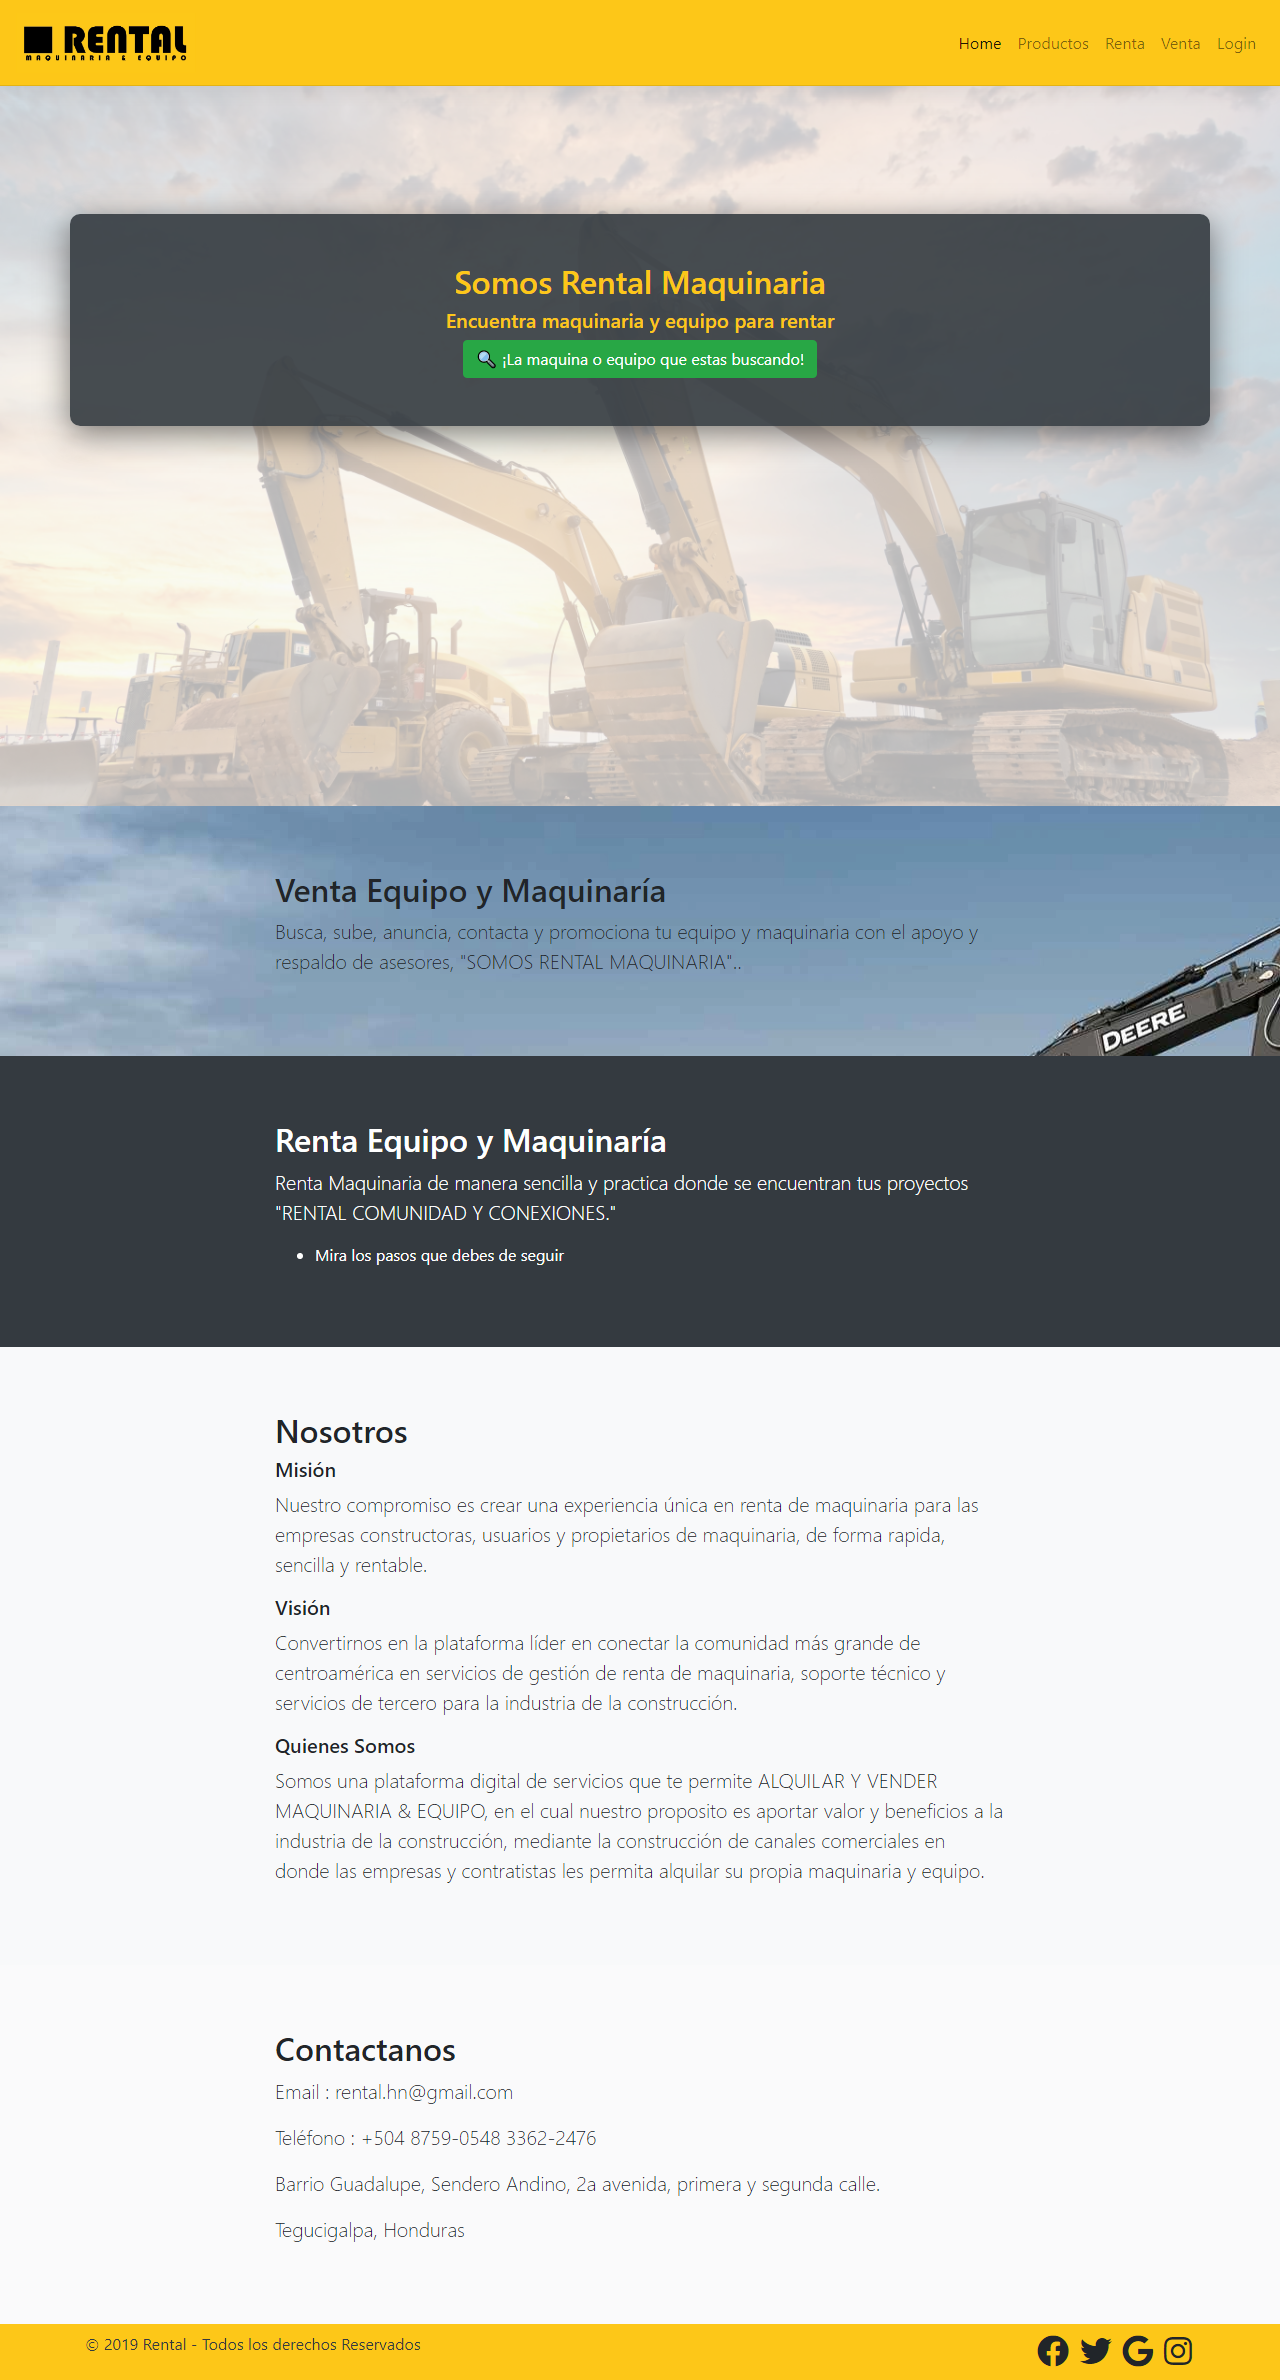 RENTAL
MAQUINARIA & EQUIPO
Home Productos Renta Venta Login
Somos Rental Maquinaria
Encuentra maquinaria y equipo para rentar
¡La maquina o equipo que estas buscando!
Venta Equipo y Maquinaría
Busca, sube, anuncia, contacta y promociona tu equipo y maquinaria con el apoyo y
respaldo de asesores, "SOMOS RENTAL MAQUINARIA"..
DEERE
Renta Equipo y Maquinaría
Renta Maquinaria de manera sencilla y practica donde se encuentran tus proyectos
"RENTAL COMUNIDAD Y CONEXIONES."
• Mira los pasos que debes de seguir
Nosotros
Misión
Nuestro compromiso es crear una experiencia única en renta de maquinaria para las
empresas constructoras, usuarios y propietarios de maquinaria, de forma rapida,
sencilla y rentable.
Visión
Convertirnos en la plataforma líder en conectar la comunidad más grande de
centroamérica en servicios de gestión de renta de maquinaria, soporte técnico y
servicios de tercero para la industria de la construcción.
Quienes Somos
Somos una plataforma digital de servicios que te permite ALQUILAR Y VENDER
MAQUINARIA & EQUIPO, en el cual nuestro proposito es aportar valor y beneficios a la
industria de la construcción, mediante la construcción de canales comerciales en
donde las empresas y contratistas les permita alquilar su propia maquinaria y equipo.
Contactanos
Email : rental.hn@gmail.com
Teléfono : +504 8759-0548 3362-2476
Barrio Guadalupe, Sendero Andino, 2a avenida, primera y segunda calle.
Tegucigalpa, Honduras
© 2019 Rental - Todos los derechos Reservados